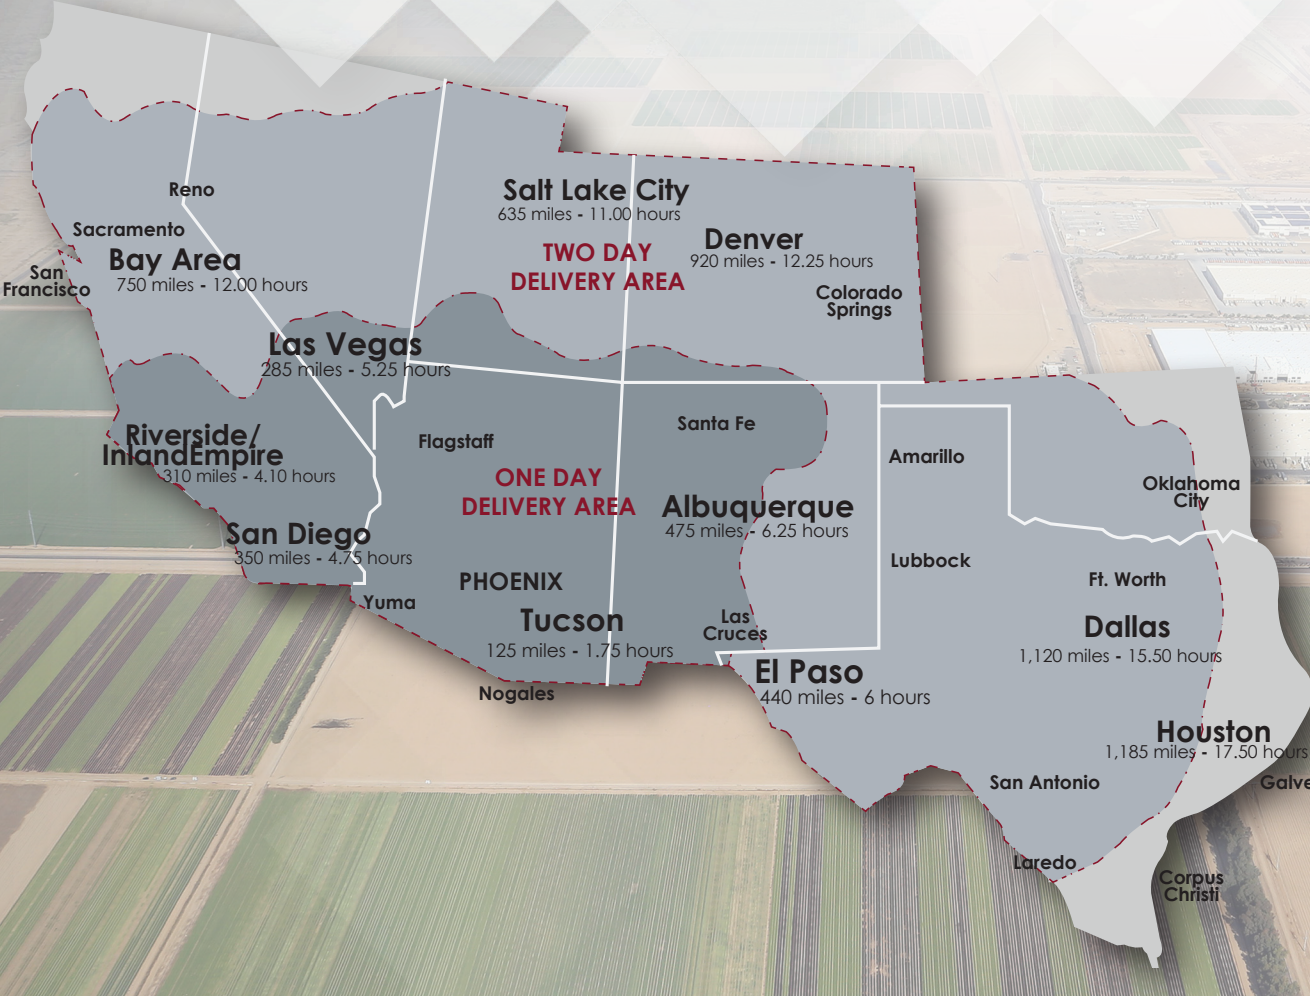 Reno
Sacramento
Bay Area
750 miles - 12.00 hours
San
Francisco
Salt Lake City
635 miles - 11.00 hours
TWO DAY
DELIVERY AREA
Denver
920 miles - 12.25 hours
Colorado
Springs
Las Vegas
285 miles - 5.25 hours
Riverside/
InlandEmpire
310 miles - 4.10 hours
San Diego
350 miles - 4.75 hours
Flagstaff
ONE DAY
DELIVERY AREA
Santa Fe
Albuquerque
475 miles - 6.25 hours
Amarillo
Oklahoma
City
Lubbock
Ft. Worth
Dallas
1,120 miles - 15.50 hours
PHOENIX
Yuma
Tucson
125 miles - 1.75 hours
Nogales
Las
Cruces
El Paso
440 miles - 6 hours
Houston
1,185 miles - 17.50 hours
San Antonio
Galve
Laredo
Corpus
Christi